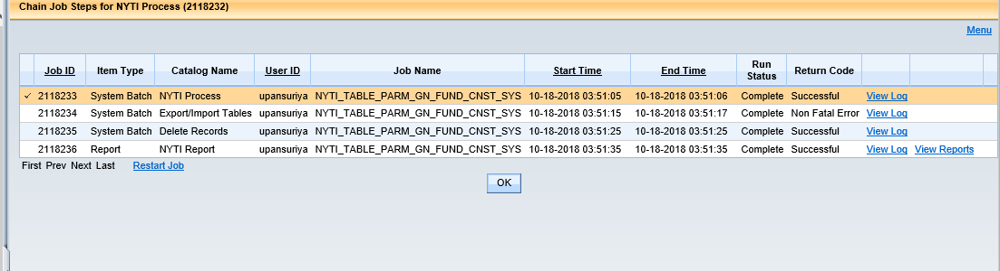 Chain Job Steps for NYTI Process (2118232)
Menu
Job ID Item Type Catalog Name User ID Job Name Start Time End Time Run Status Return Code
2118233 System Batch NYTI Process upansuriya NYTI_TABLE_PARM_GN_FUND_CNST_SYS 10-18-2018 03:51:05 10-18-2018 03:51:06 Complete Successful View Log
2118234 System Batch Export/Import Tables upansuriya NYTI_TABLE_PARM_GN_FUND_CNST_SYS 10-18-2018 03:51:15 10-18-2018 03:51:17 Complete Non Fatal Error View Log
2118235 System Batch Delete Records upansuriya NYTI_TABLE_PARM_GN_FUND_CNST_SYS 10-18-2018 03:51:25 10-18-2018 03:51:25 Complete Successful View Log
2118236 Report NYTI Report upansuriya NYTI_TABLE_PARM_GN_FUND_CNST_SYS 10-18-2018 03:51:35 10-18-2018 03:51:35 Complete Successful View Log View Reports
First Prev Next Last Restart Job
OK